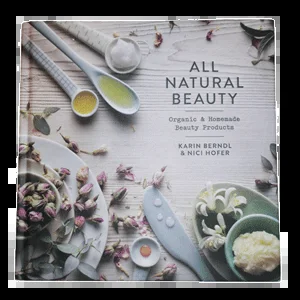 ALL
NATURAL
BEAUTY
Organic & Homemade
Beauty Products
KARIN BERNDL
& NICI HOFER